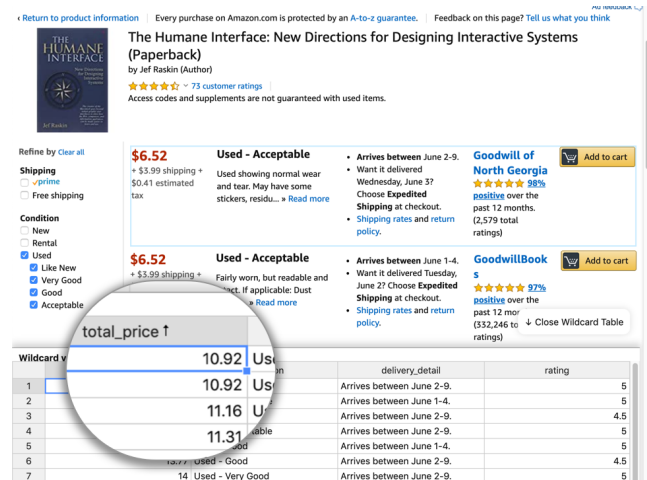 Ad feedback
‹ Return to product information Every purchase on Amazon.com is protected by an A-to-z guarantee. Feedback on this page? Tell us what you think
THE
HUMANE
INTERFACE
New Directions
for Designing
Interactive
Systems
Jef Raskin
The Humane Interface: New Directions for Designing Interactive Systems
(Paperback)
by Jef Raskin (Author)
73 customer ratings
Access codes and supplements are not guaranteed with used items.
Refine by Clear all
Shipping
prime
Free shipping
Condition
New
Rental
Used
Like New
Very Good
Good
Acceptable
$6.52
+ $3.99 shipping +
$0.41 estimated
tax
Used - Acceptable
Used showing normal wear
and tear. May have some
stickers, residu... » Read more
• Arrives between June 2-9.
• Want it delivered
Wednesday, June 3?
Choose Expedited
Shipping at checkout.
• Shipping rates and return
policy.
Goodwill of
North Georgia
98%
positive over the
past 12 months.
(2,579 total
ratings)
Add to cart
$6.52
+ $3.99 shipping +
Used - Acceptable
Fairly worn, but readable and
If applicable: Dust
» Read more
• Arrives between June 1-4.
• Want it delivered Tuesday,
June 2? Choose Expedited
Shipping at checkout.
• Shipping rates and return
policy.
GoodwillBook
s
97%
positive over the
past 12
(332,246
ratings)
Add to cart
↓ Close Wildcard Table
Wildcard
total_price ↑
10.92
10.92
11.16
11.31
delivery_detail rating
1 Arrives between June 2-9. 5
2 Arrives between June 1-4. 5
3 Arrives between June 2-9. 4.5
4 Arrives between June 2-9. 5
5 Arrives between June 1-4. 5
6 13.77 Used - Good Arrives between June 2-9. 4.5
7 14 Used - Very Good Arrives between June 2-9. 5